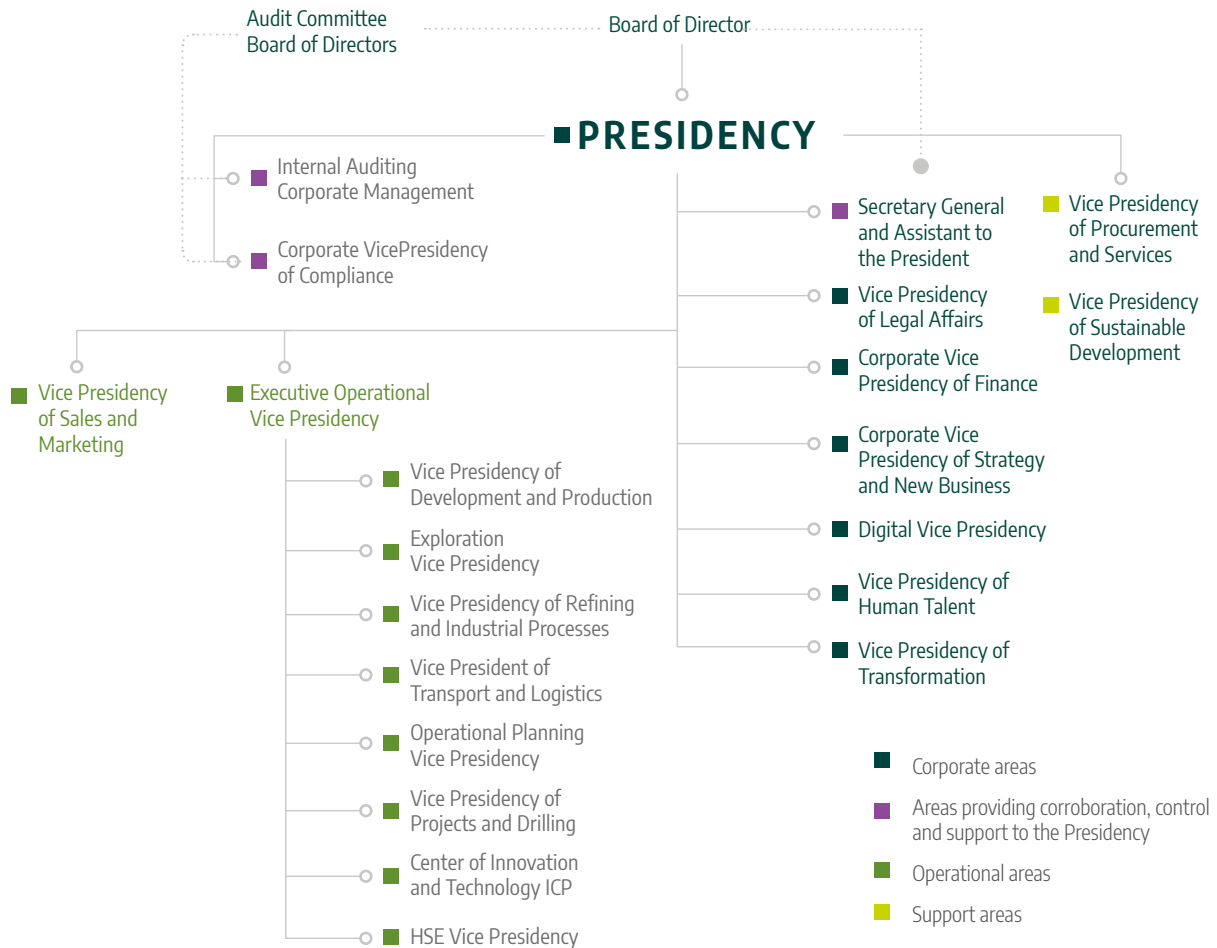 Audit Committee
Board of Directors
Board of Director
PRESIDENCY
Internal Auditing
Corporate Management
Corporate VicePresidency
of Compliance
Secretary General
and Assistant to
the President
Vice Presidency
of Legal Affairs
Corporate Vice
Presidency of Finance
Corporate Vice
Presidency of Strategy
and New Business
Digital Vice Presidency
Vice Presidency of
Human Talent
Vice Presidency of
Transformation
Vice Presidency
of Procurement
and Services
Vice Presidency
of Sustainable
Development
Vice Presidency
of Sales and
Marketing
Executive Operational
Vice Presidency
Vice Presidency of
Development and Production
Exploration
Vice Presidency
Vice Presidency of Refining
and Industrial Processes
Vice President of
Transport and Logistics
Operational Planning
Vice Presidency
Vice Presidency of
Projects and Drilling
Center of Innovation
and Technology ICP
HSE Vice Presidency
Corporate areas
Areas providing corroboration, control
and support to the Presidency
Operational areas
Support areas